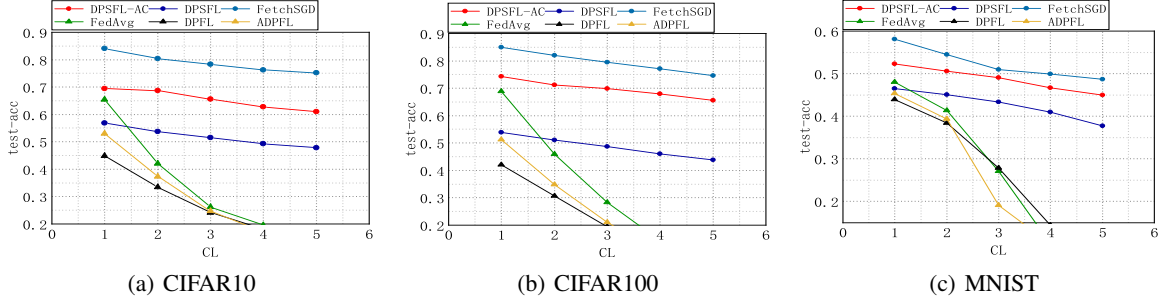 DPSFL-AC DPSFL FetchSGD
FedAvg DPFL ADPFL
0.9
0.8
0.7
0.6
0.5
0.4
0.3
0.2
test-acc
0 1 2 3 4 5 6
CL
(a) CIFAR10
DPSFL-AC DPSFL FetchSGD
FedAvg DPFL ADPFL
0.9
0.8
0.7
0.6
0.5
0.4
0.3
0.2
test-acc
0 1 2 3 4 5 6
CL
(b) CIFAR100
DPSFL-AC DPSFL FetchSGD
FedAvg DPFL ADPFL
0.6
0.5
0.4
0.3
0.2
test-acc
0 1 2 3 4 5 6
CL
(c) MNIST